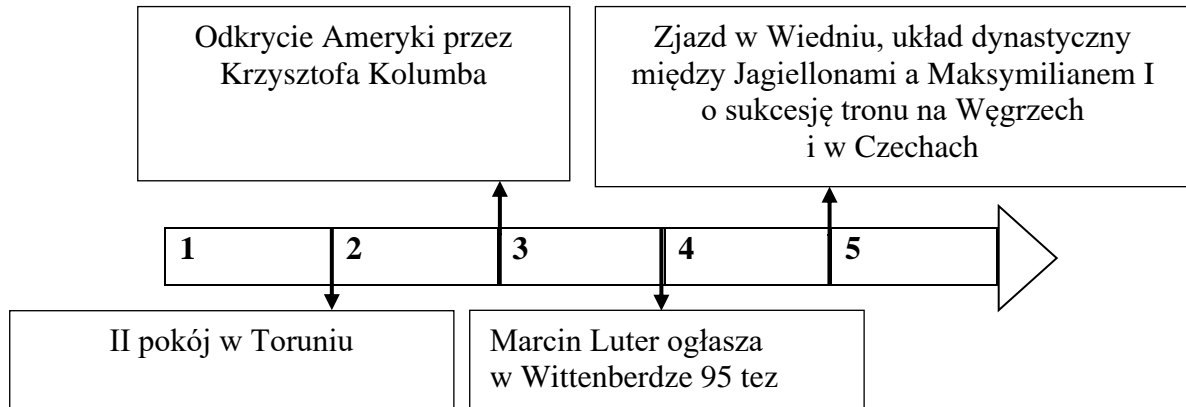 Odkrycie Ameryki przez
Krzysztofa Kolumba
Zjazd w Wiedniu, układ dynastyczny
między Jagiellonami a Maksymilianem I
o sukcesję tronu na Węgrzech
i w Czechach
1 2 3 4 5
II pokój w Toruniu
Marcin Luter ogłasza
w Wittenberdze 95 tez